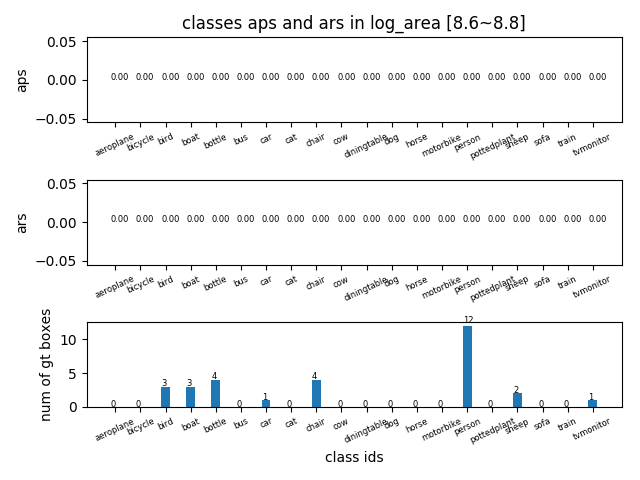 classes aps and ars in log_area [8.6~8.8]
aps
0.05
0.00
−0.05
0.00 0.00 0.00 0.00 0.00 0.00 0.00 0.00 0.00 0.00 0.00 0.00 0.00 0.00 0.00 0.00 0.00 0.00 0.00 0.00
aeroplane bicycle bird boat bottle bus car cat chair cow diningtable dog horse motorbike person pottedplant sheep sofa train tvmonitor
ars
0.05
0.00
−0.05
0.00 0.00 0.00 0.00 0.00 0.00 0.00 0.00 0.00 0.00 0.00 0.00 0.00 0.00 0.00 0.00 0.00 0.00 0.00 0.00
aeroplane bicycle bird boat bottle bus car cat chair cow diningtable dog horse motorbike person pottedplant sheep sofa train tvmonitor
num of gt boxes
10
5
0
0 0 3 3 4 0 1 0 4 0 0 0 0 0 12 0 2 0 0 1
aeroplane bicycle bird boat bottle bus car cat chair cow diningtable dog horse motorbike person pottedplant sheep sofa train tvmonitor
class ids